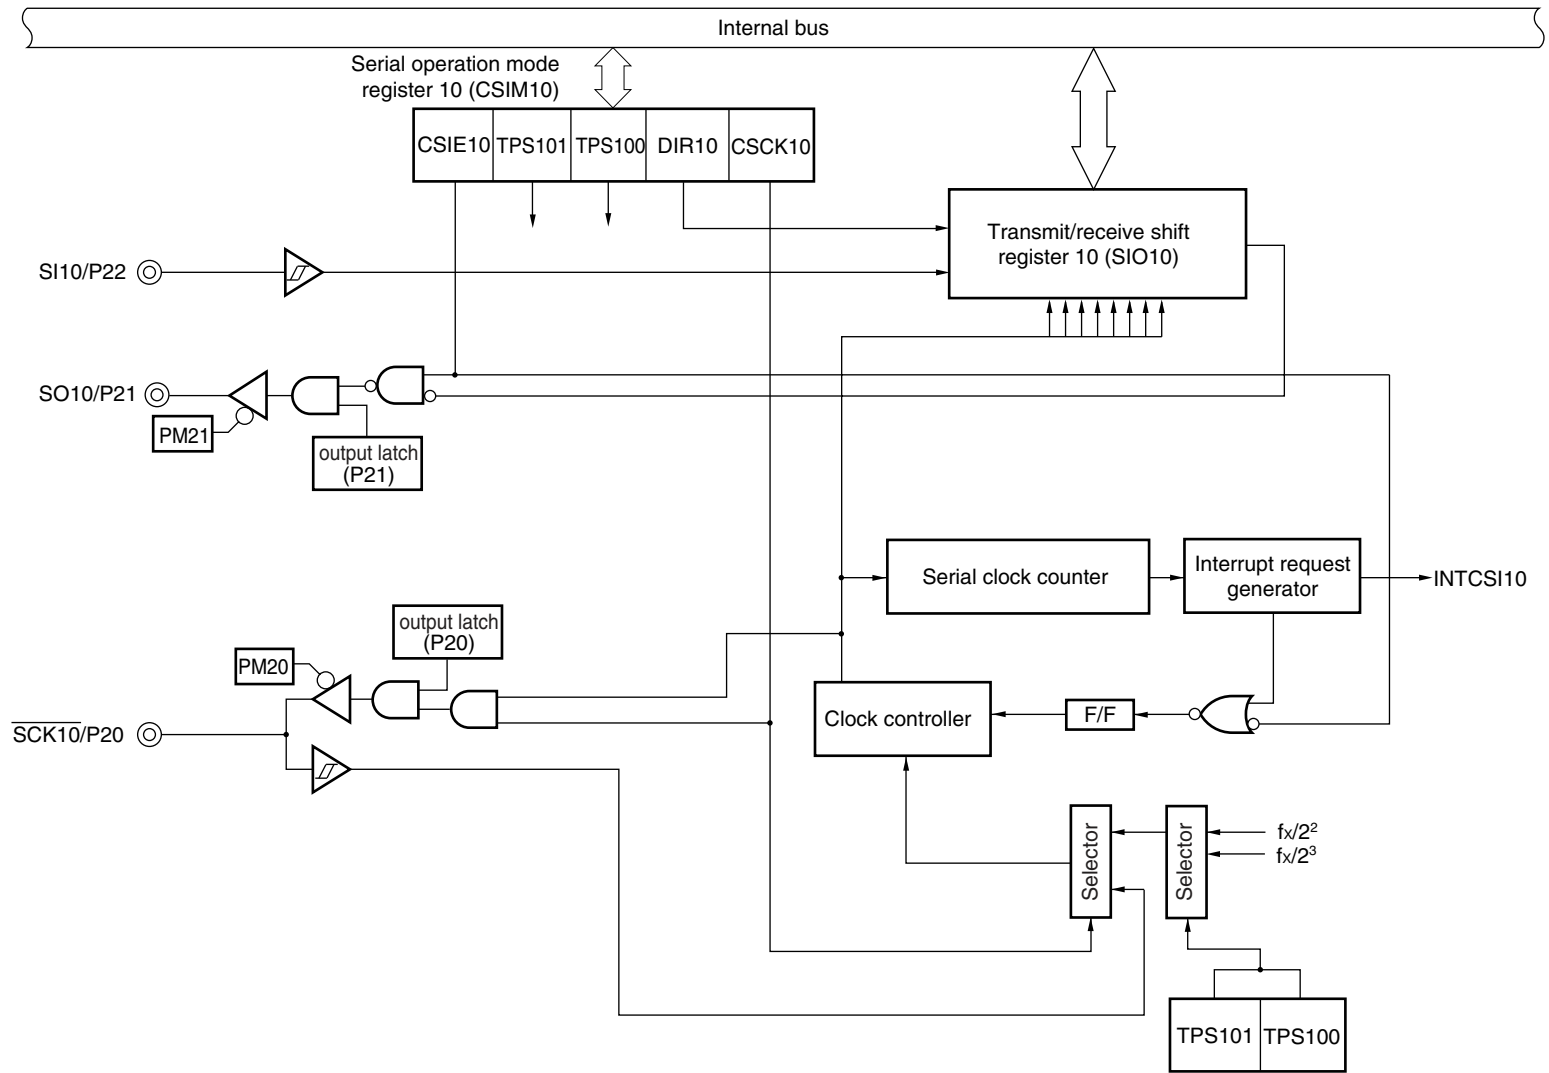 Internal bus
Serial operation mode
register 10 (CSIM10)
CSIE10 TPS101 TPS100 DIR10 CSCK10
Transmit/receive shift
register 10 (SIO10)
SI10/P22
SO10/P21
PM21
output latch
(P21)
Serial clock counter
Interrupt request
generator
INTCSI10
output latch
(P20)
PM20
SCK10/P20
Clock controller
F/F
Selector
Selector
fx/2²
fx/2³
TPS101 TPS100